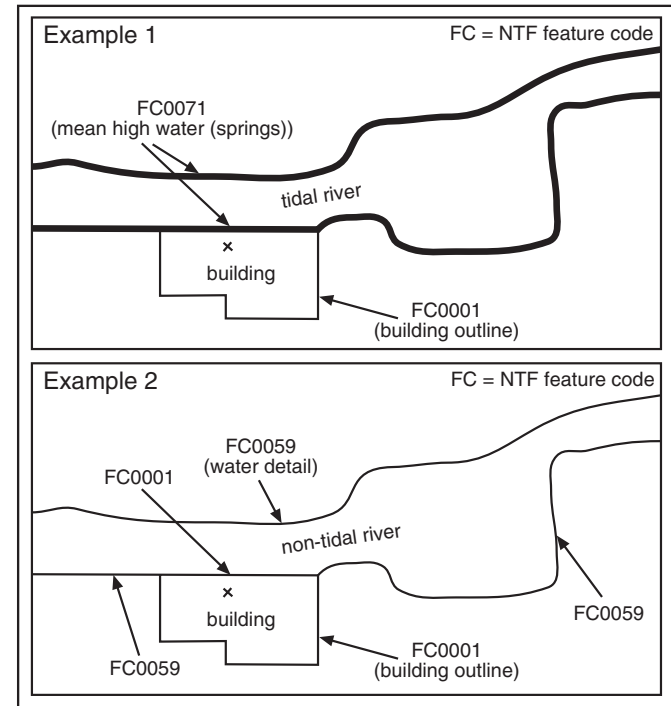 Example 1
FC = NTF feature code
FC0071
(mean high water (springs))
tidal river
×
building
FC0001
(building outline)
Example 2
FC = NTF feature code
FC0059
(water detail)
FC0001
non-tidal river
×
building
FC0059
FC0001
(building outline)
FC0059